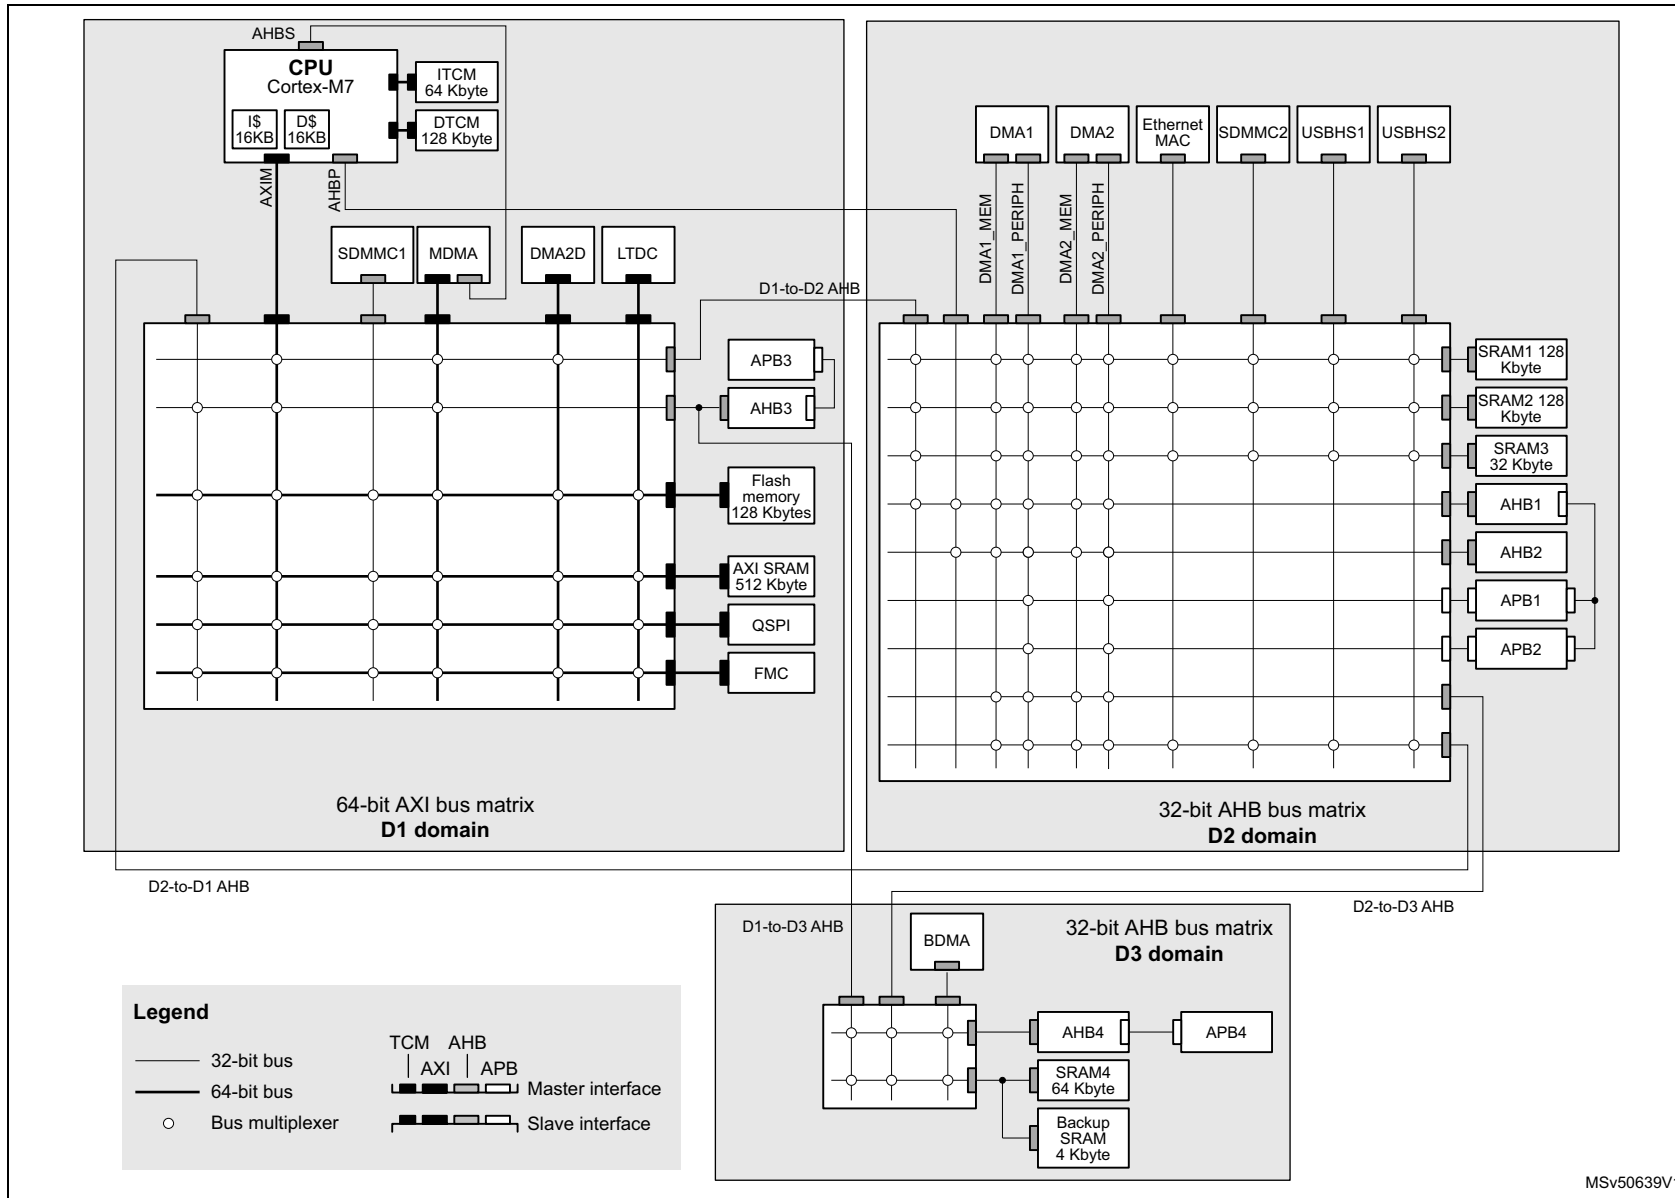 AHBS
CPU
Cortex-M7
I$
16KB
D$
16KB
ITCM
64 Kbyte
DTCM
128 Kbyte
AXIM
AHBP
SDMMC1
MDMA
DMA2D
LTDC
D1-to-D2 AHB
APB3
AHB3
Flash
memory
128 Kbytes
AXI SRAM
512 Kbyte
QSPI
FMC
64-bit AXI bus matrix
D1 domain
DMA1
DMA2
Ethernet
MAC
SDMMC2
USBHS1
USBHS2
DMA1_MEM
DMA1_PERIPH
DMA2_MEM
DMA2_PERIPH
SRAM1 128
Kbyte
SRAM2 128
Kbyte
SRAM3
32 Kbyte
AHB1
AHB2
APB1
APB2
32-bit AHB bus matrix
D2 domain
D2-to-D1 AHB
D2-to-D3 AHB
D1-to-D3 AHB
32-bit AHB bus matrix
D3 domain
BDMA
AHB4
APB4
SRAM4
64 Kbyte
Backup
SRAM
4 Kbyte
Legend
32-bit bus
64-bit bus
Bus multiplexer
TCM AHB
AXI APB
Master interface
Slave interface